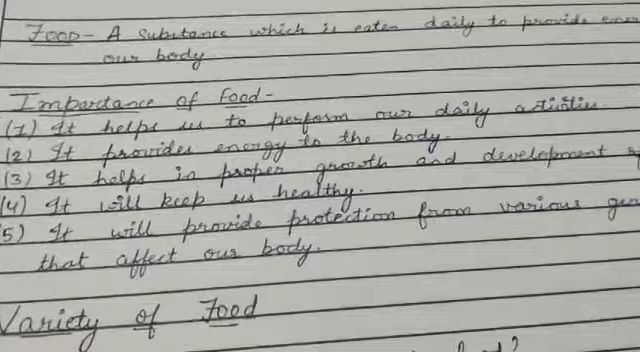 Food - A substance which is eaten daily to provide
our body
Importance of Food -
(1) It helps us to perform our daily
(2) It provides energy to the body.
(3) It helps in proper growth and development
(4) It will keep us healthy.
5) It will provide protection from various
that affect our body.
Variety of Food